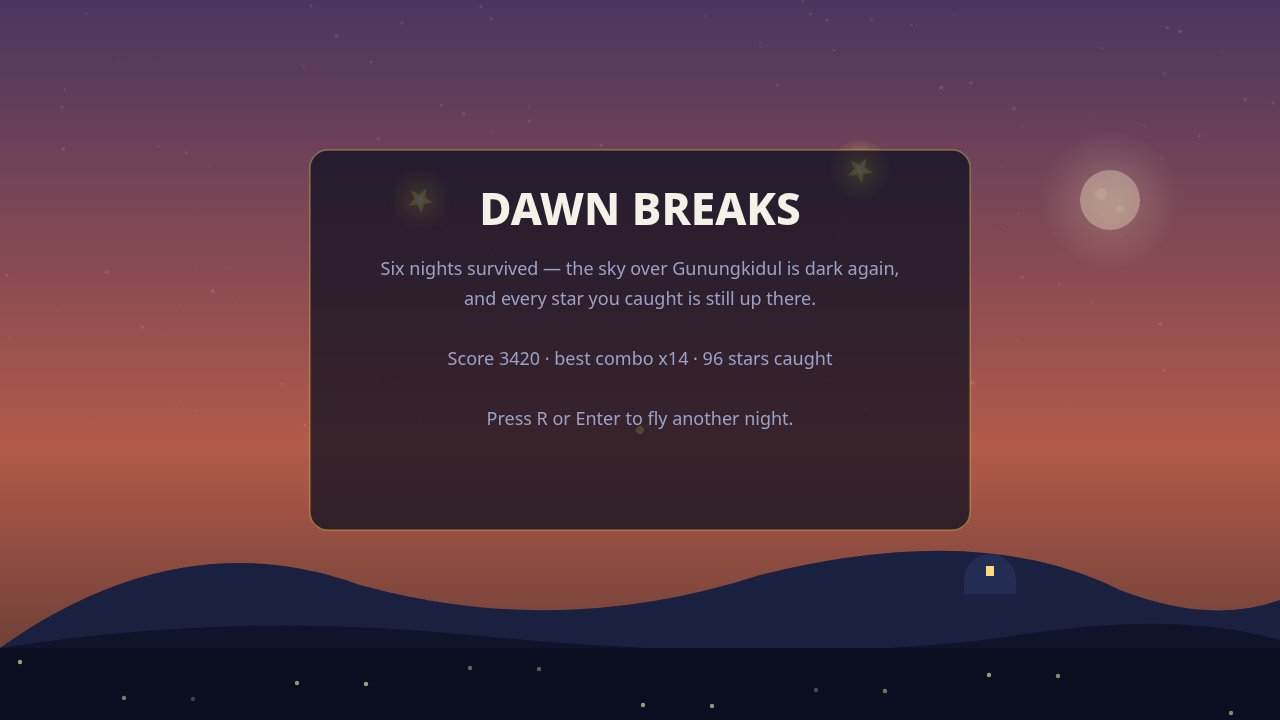 DAWN BREAKS
Six nights survived — the sky over Gunungkidul is dark again,
and every star you caught is still up there.
Score 3420 · best combo x14 · 96 stars caught
Press R or Enter to fly another night.